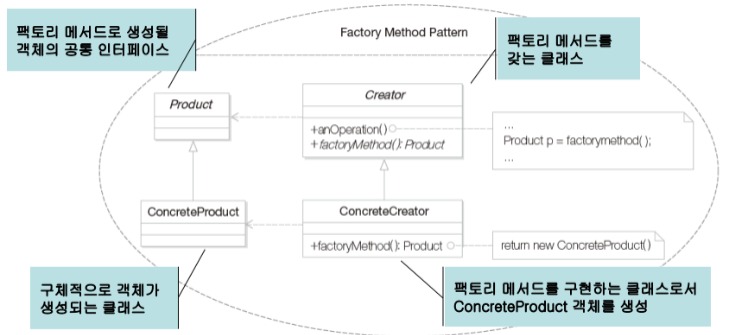 팩토리 메서드로 생성될
객체의 공통 인터페이스
Factory Method Pattern
팩토리 메서드를
갖는 클래스
Product
Creator
+anOperation()
+factoryMethod(): Product
...
Product p = factorymethod( );
...
ConcreteProduct
ConcreteCreator
+factoryMethod(): Product
return new ConcreteProduct()
구체적으로 객체가
생성되는 클래스
팩토리 메서드를 구현하는 클래스로서
ConcreteProduct 객체를 생성